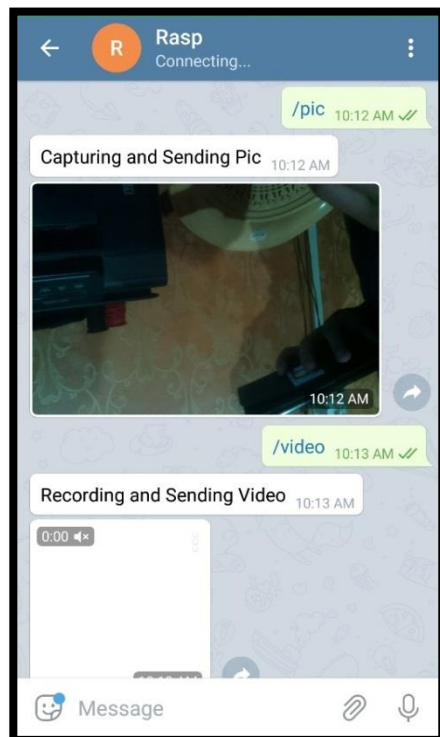 R
Rasp
Connecting...
/pic 10:12 AM
Capturing and Sending Pic 10:12 AM
10:12 AM
/video 10:13 AM
Recording and Sending Video 10:13 AM
0:00
Message